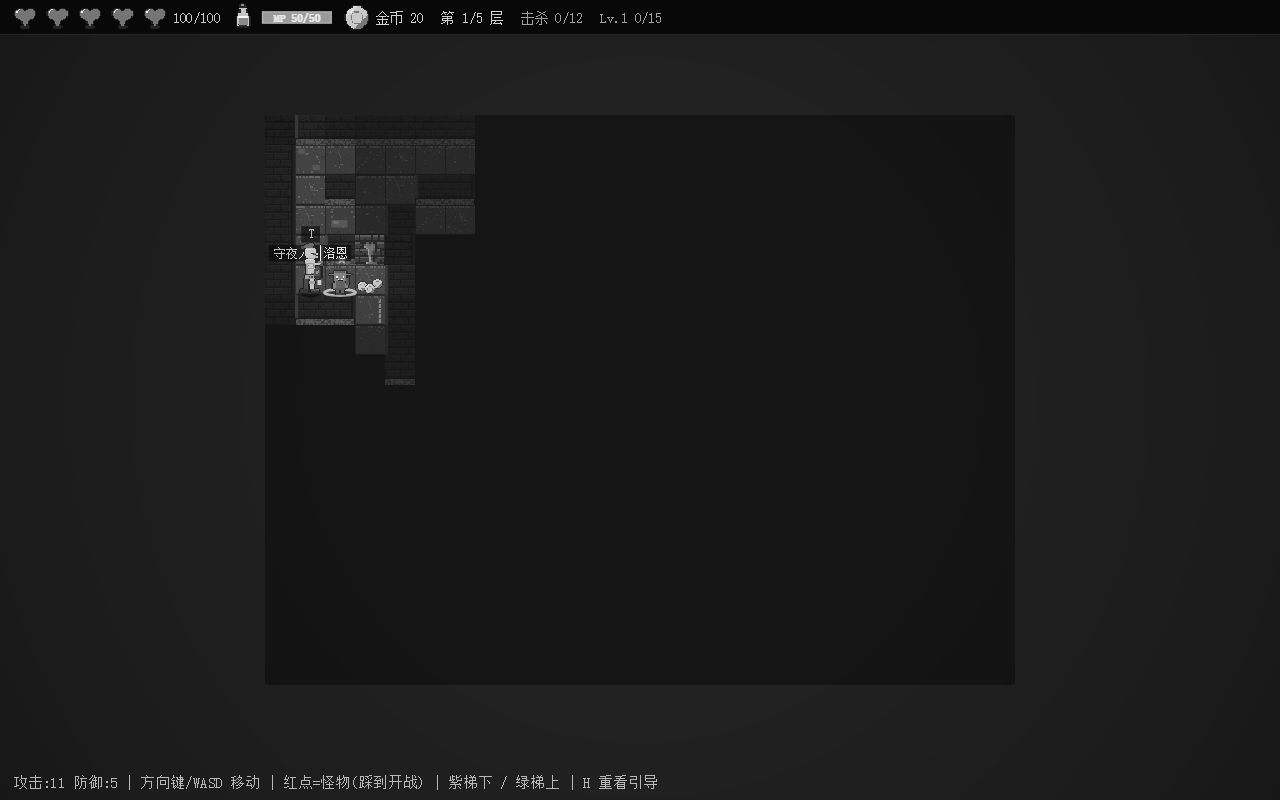 100/100 MP 50/50 金币 20 第 1/5 层 击杀 0/12 Lv.1 0/15
T
守夜人 洛恩
攻击:11 防御:5 | 方向键/WASD 移动 | 红点=怪物(踩到开战) | 紫梯下 / 绿梯上 | H 重看引导